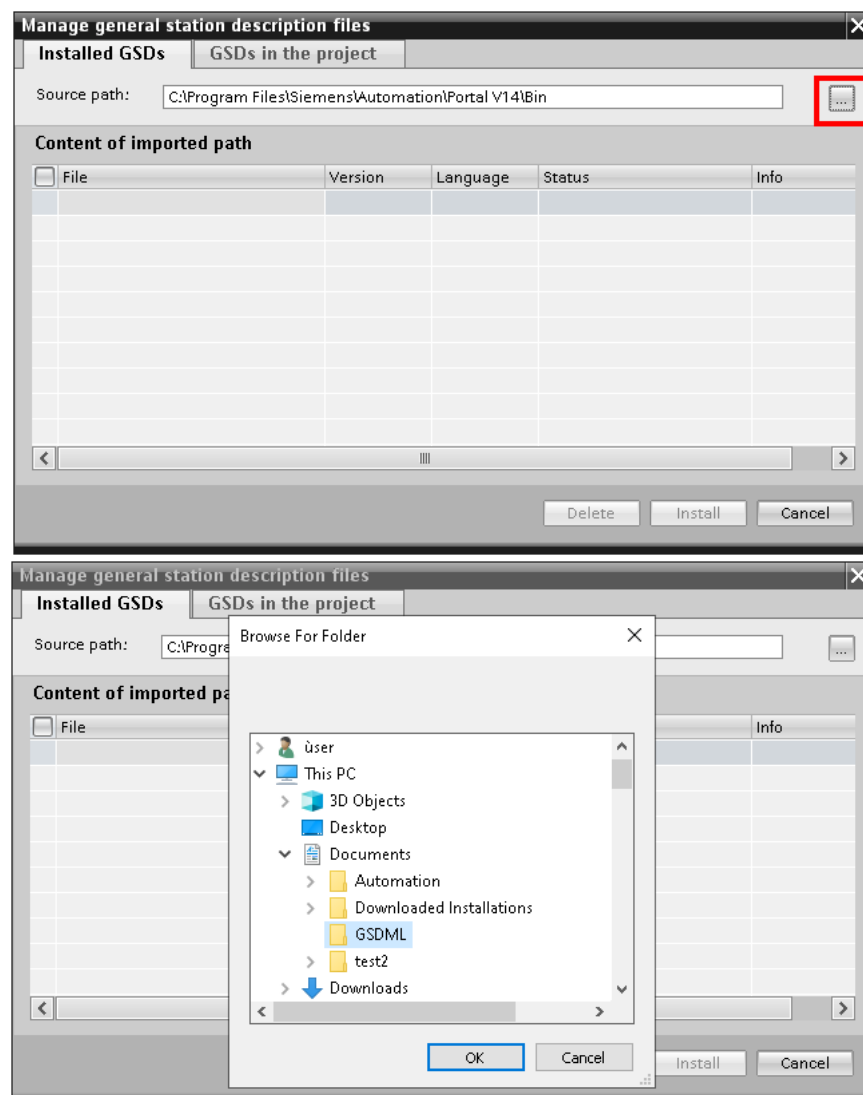 Manage general station description files
Installed GSDs GSDs in the project
Source path: C:\Program Files\Siemens\Automation\Portal V14\Bin ...
Content of imported path
File Version Language Status Info
Delete Install Cancel
Manage general station description files
Installed GSDs GSDs in the project
Source path: C:\Progra ...
Browse For Folder
Content of imported pa
File Info
ùser
This PC
3D Objects
Desktop
Documents
Automation
Downloaded Installations
GSDML
test2
Downloads
OK Cancel
Install Cancel